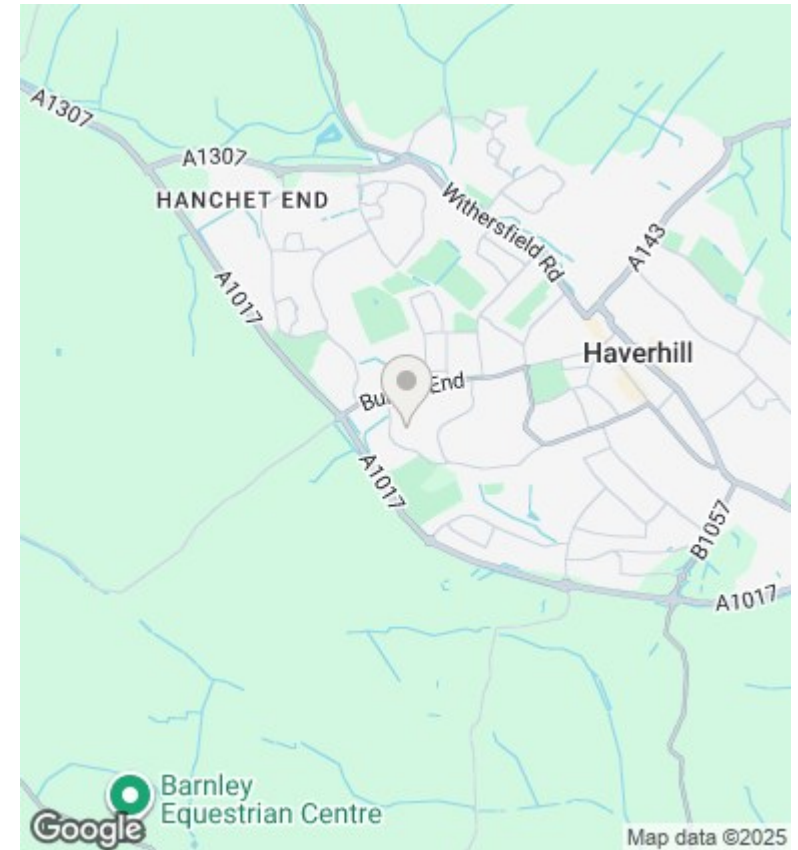 A1307
A1307
HANCHET END
Withersfield Rd
A143
A1017
Haverhill
End
A1017
B1057
A1017
Barnley
Equestrian Centre
Google
Map data ©2025